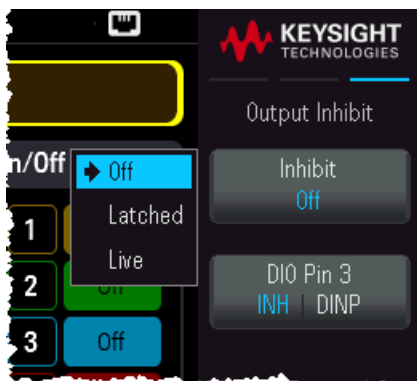 KEYSIGHT
TECHNOLOGIES
Output Inhibit
n/Off
Off
Latched
Live
Inhibit
Off
DIO Pin 3
INH | DINP
1
2
3
Off